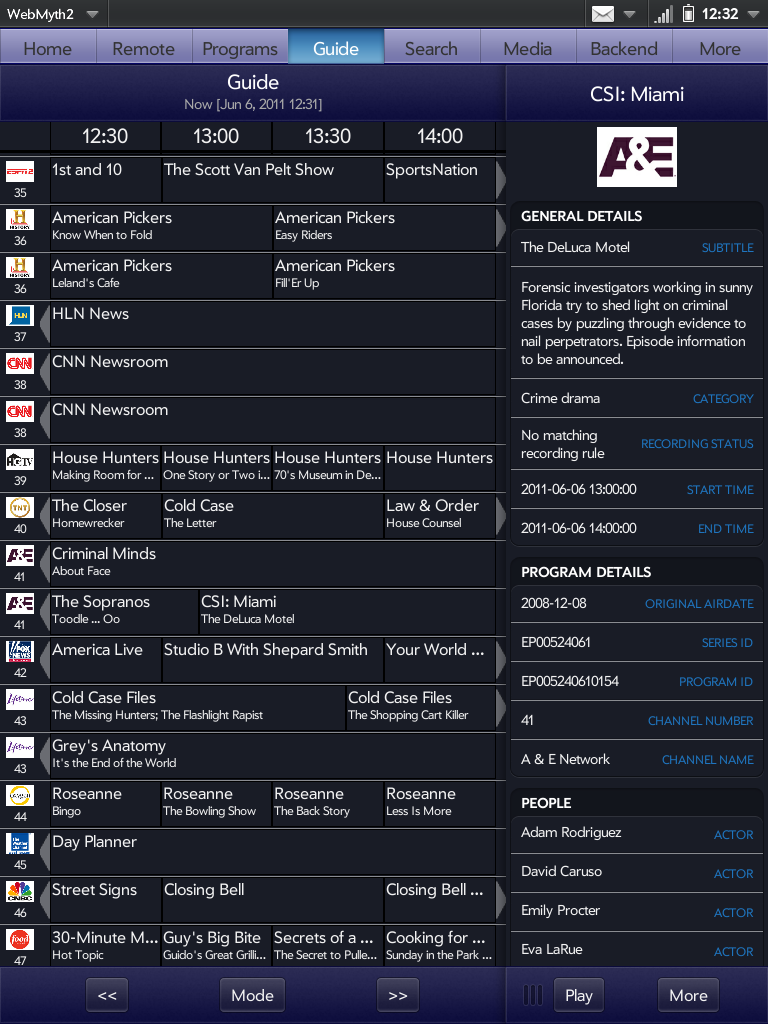 WebMyth2
12:32
Home
Remote
Programs
Guide
Search
Media
Backend
More
Guide
Now [Jun 6, 2011 12:31]
12:30 13:00 13:30 14:00
35
1st and 10
The Scott Van Pelt Show
SportsNation
HISTORY
36
American Pickers
Know When to Fold
American Pickers
Easy Riders
HISTORY
36
American Pickers
Leland's Cafe
American Pickers
Fill'Er Up
HLN
37
HLN News
CNN
38
CNN Newsroom
CNN
38
CNN Newsroom
HGTV
39
House Hunters
Making Room for ...
House Hunters
One Story or Two i...
House Hunters
70's Museum in De...
House Hunters
TNT
40
The Closer
Homewrecker
Cold Case
The Letter
Law & Order
House Counsel
A&E
41
Criminal Minds
About Face
A&E
41
The Sopranos
Toodle ... Oo
CSI: Miami
The DeLuca Motel
FOX
NEWS
42
America Live
Studio B With Shepard Smith
Your World ...
Lifetime
43
Cold Case Files
The Missing Hunters; The Flashlight Rapist
Cold Case Files
The Shopping Cart Killer
Lifetime
43
Grey's Anatomy
It's the End of the World
44
Roseanne
Bingo
Roseanne
The Bowling Show
Roseanne
The Back Story
Roseanne
Less Is More
45
Day Planner
CNBC
46
Street Signs
Closing Bell
Closing Bell ...
food
47
30-Minute M...
Hot Topic
Guy's Big Bite
Guido's Great Grilli...
Secrets of a ...
The Secret to Pulle...
Cooking for ...
Sunday in the Park ...
<<
Mode
>>
CSI: Miami
A&E
GENERAL DETAILS
The DeLuca Motel SUBTITLE
Forensic investigators working in sunny
Florida try to shed light on criminal
cases by puzzling through evidence to
nail perpetrators. Episode information
to be announced.
Crime drama CATEGORY
No matching
recording rule RECORDING STATUS
2011-06-06 13:00:00 START TIME
2011-06-06 14:00:00 END TIME
PROGRAM DETAILS
2008-12-08 ORIGINAL AIRDATE
EP00524061 SERIES ID
EP005240610154 PROGRAM ID
41 CHANNEL NUMBER
A & E Network CHANNEL NAME
PEOPLE
Adam Rodriguez ACTOR
David Caruso ACTOR
Emily Procter ACTOR
Eva LaRue ACTOR
Play
More